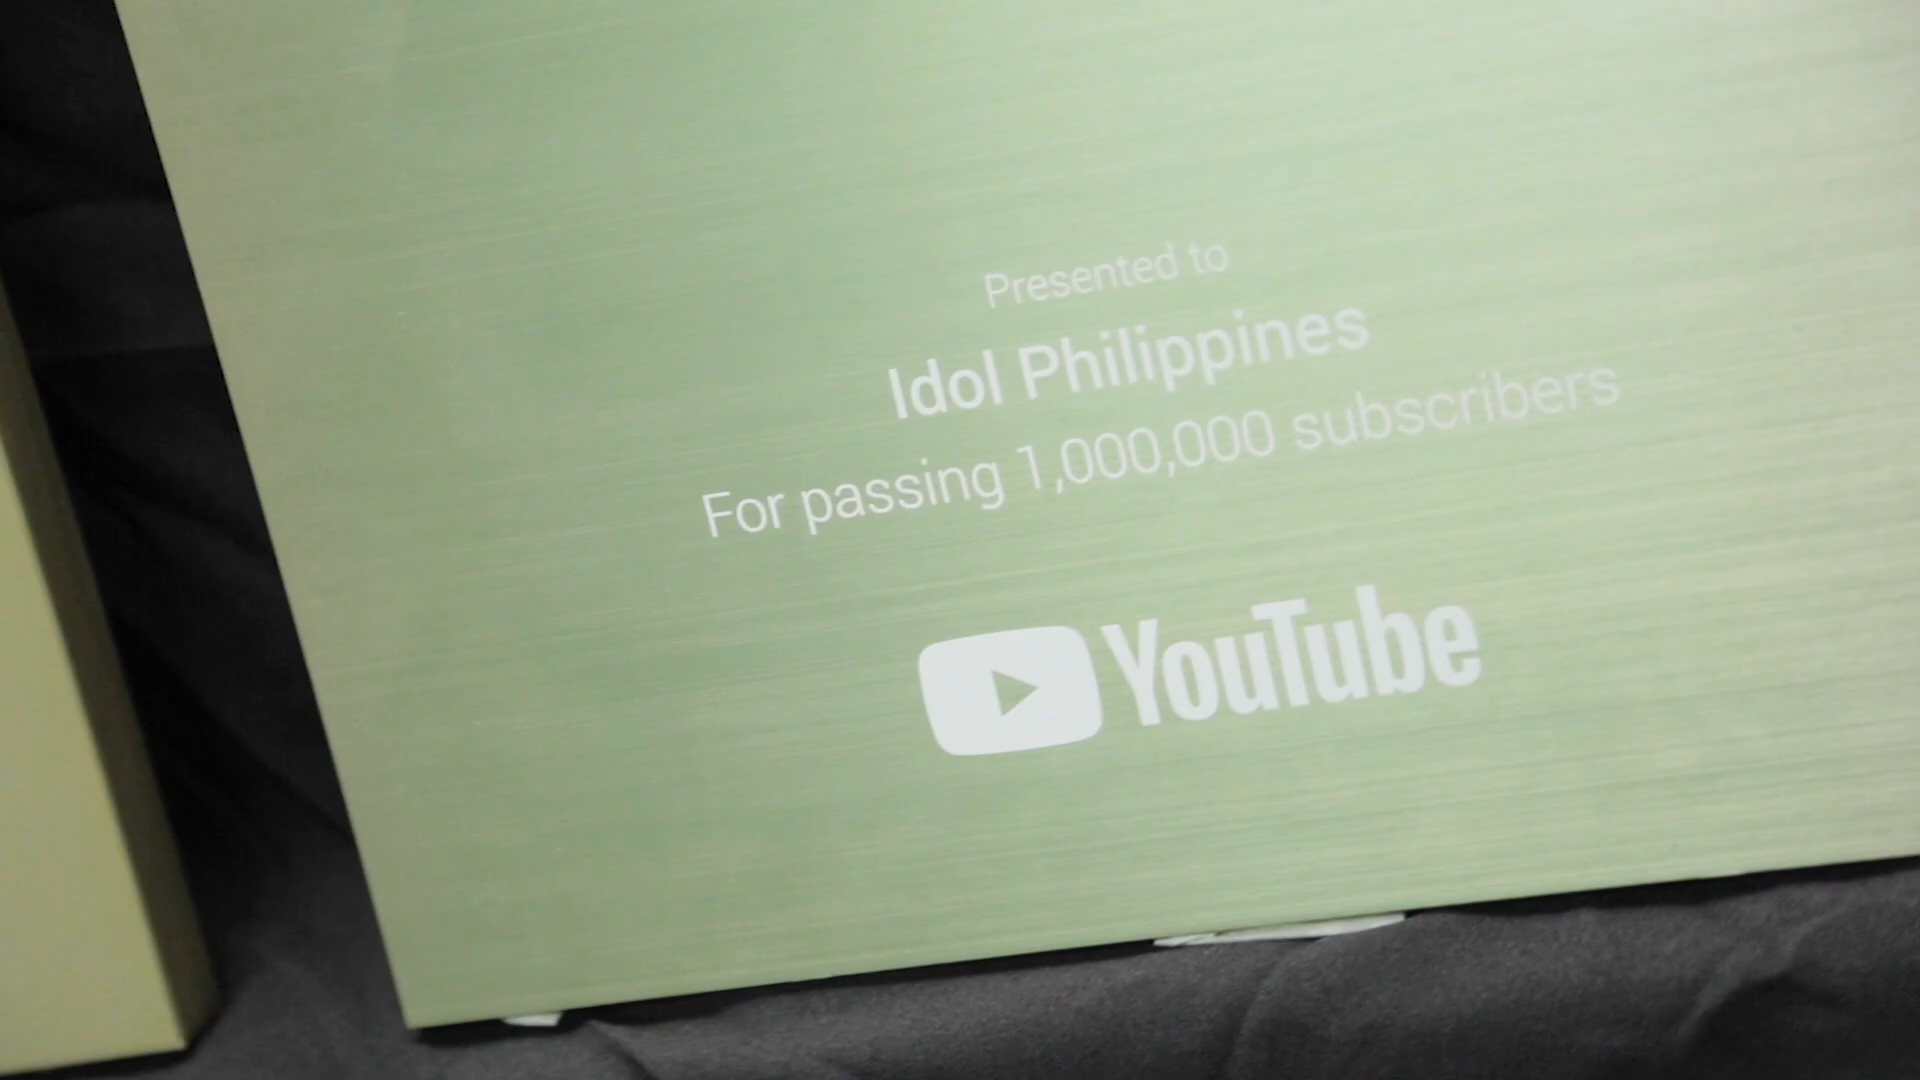 Presented to
Idol Philippines
For passing 1,000,000 subscribers
YouTube